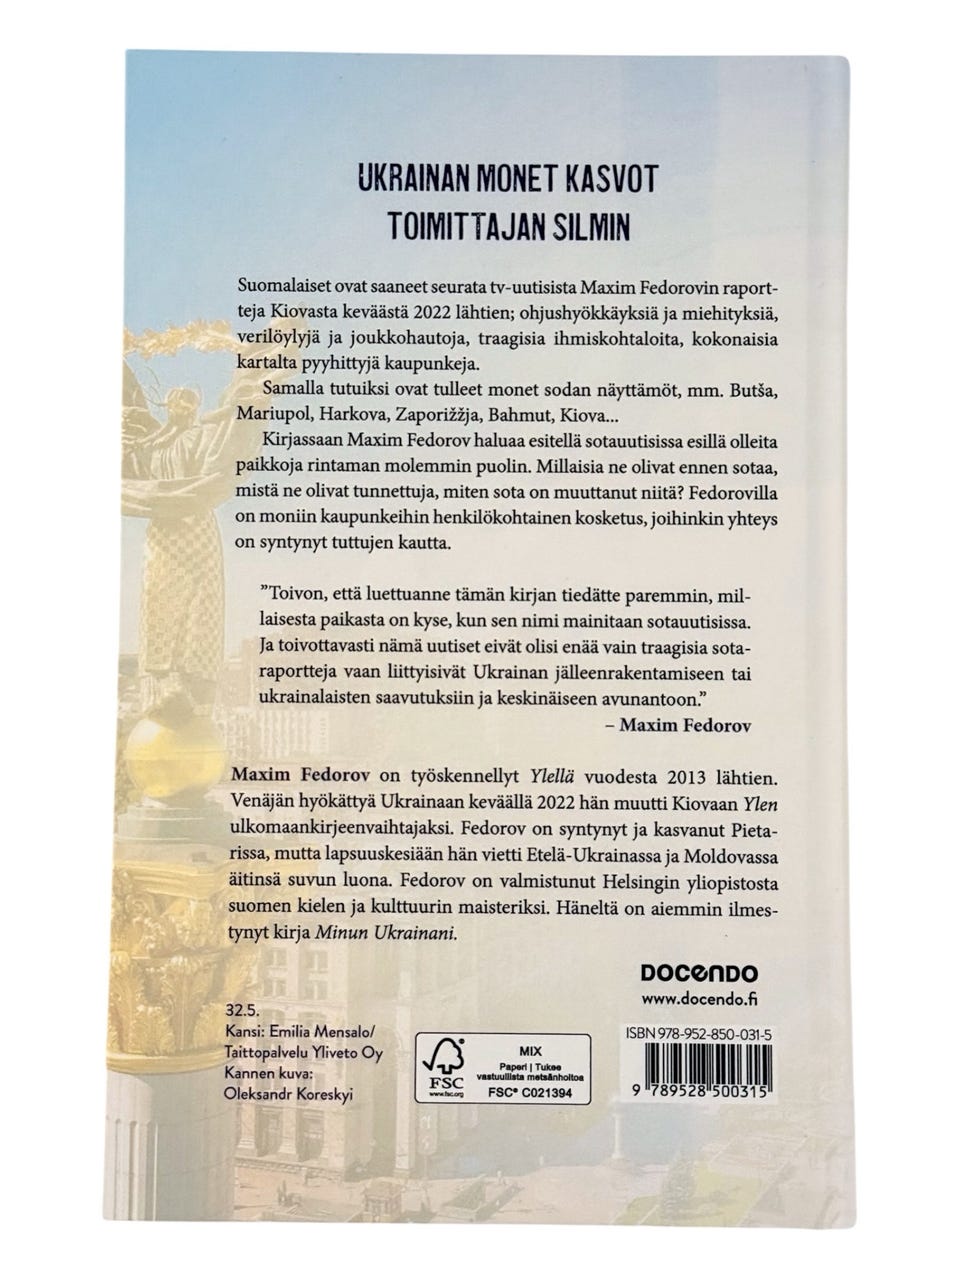 UKRAINAN MONET KASVOT
TOIMITTAJAN SILMIN
Suomalaiset ovat saaneet seurata tv-uutisista Maxim Fedorovin raport-
teja Kiovasta keväästä 2022 lähtien; ohjushyökkäyksiä ja miehityksiä,
verilöylyjä ja joukkohautoja, traagisia ihmiskohtaloita, kokonaisia
kartalta pyyhittyjä kaupunkeja.
Samalla tutuiksi ovat tulleet monet sodan näyttämöt, mm. Butša,
Mariupol, Harkova, Zaporižžja, Bahmut, Kiova...
Kirjassaan Maxim Fedorov haluaa esitellä sotauutisissa esillä olleita
paikkoja rintaman molemmin puolin. Millaisia ne olivat ennen sotaa,
mistä ne olivat tunnettuja, miten sota on muuttanut niitä? Fedorovilla
on moniin kaupunkeihin henkilökohtainen kosketus, joihinkin yhteys
on syntynyt tuttujen kautta.
”Toivon, että luettuanne tämän kirjan tiedätte paremmin, mil-
laisesta paikasta on kyse, kun sen nimi mainitaan sotauutisissa.
Ja toivottavasti nämä uutiset eivät olisi enää vain traagisia sota-
raportteja vaan liittyisivät Ukrainan jälleenrakentamiseen tai
ukrainalaisten saavutuksiin ja keskinäiseen avunantoon.”
– Maxim Fedorov
Maxim Fedorov on työskennellyt Ylellä vuodesta 2013 lähtien.
Venäjän hyökättyä Ukrainaan keväällä 2022 hän muutti Kiovaan Ylen
ulkomaankirjeenvaihtajaksi. Fedorov on syntynyt ja kasvanut Pieta-
rissa, mutta lapsuuskesiään hän vietti Etelä-Ukrainassa ja Moldovassa
äitinsä suvun luona. Fedorov on valmistunut Helsingin yliopistosta
suomen kielen ja kulttuurin maisteriksi. Häneltä on aiemmin ilmes-
tynyt kirja Minun Ukrainani.
DOCENDO
www.docendo.fi
32.5.
Kansi: Emilia Mensalo/
Taittopalvelu Yliveto Oy
Kannen kuva:
Oleksandr Koreskyi
FSC
www.fsc.org
MIX
Paperi | Tukee
vastuullista metsänhoitoa
FSC® C021394
ISBN 978-952-850-031-5
9 789528 500315